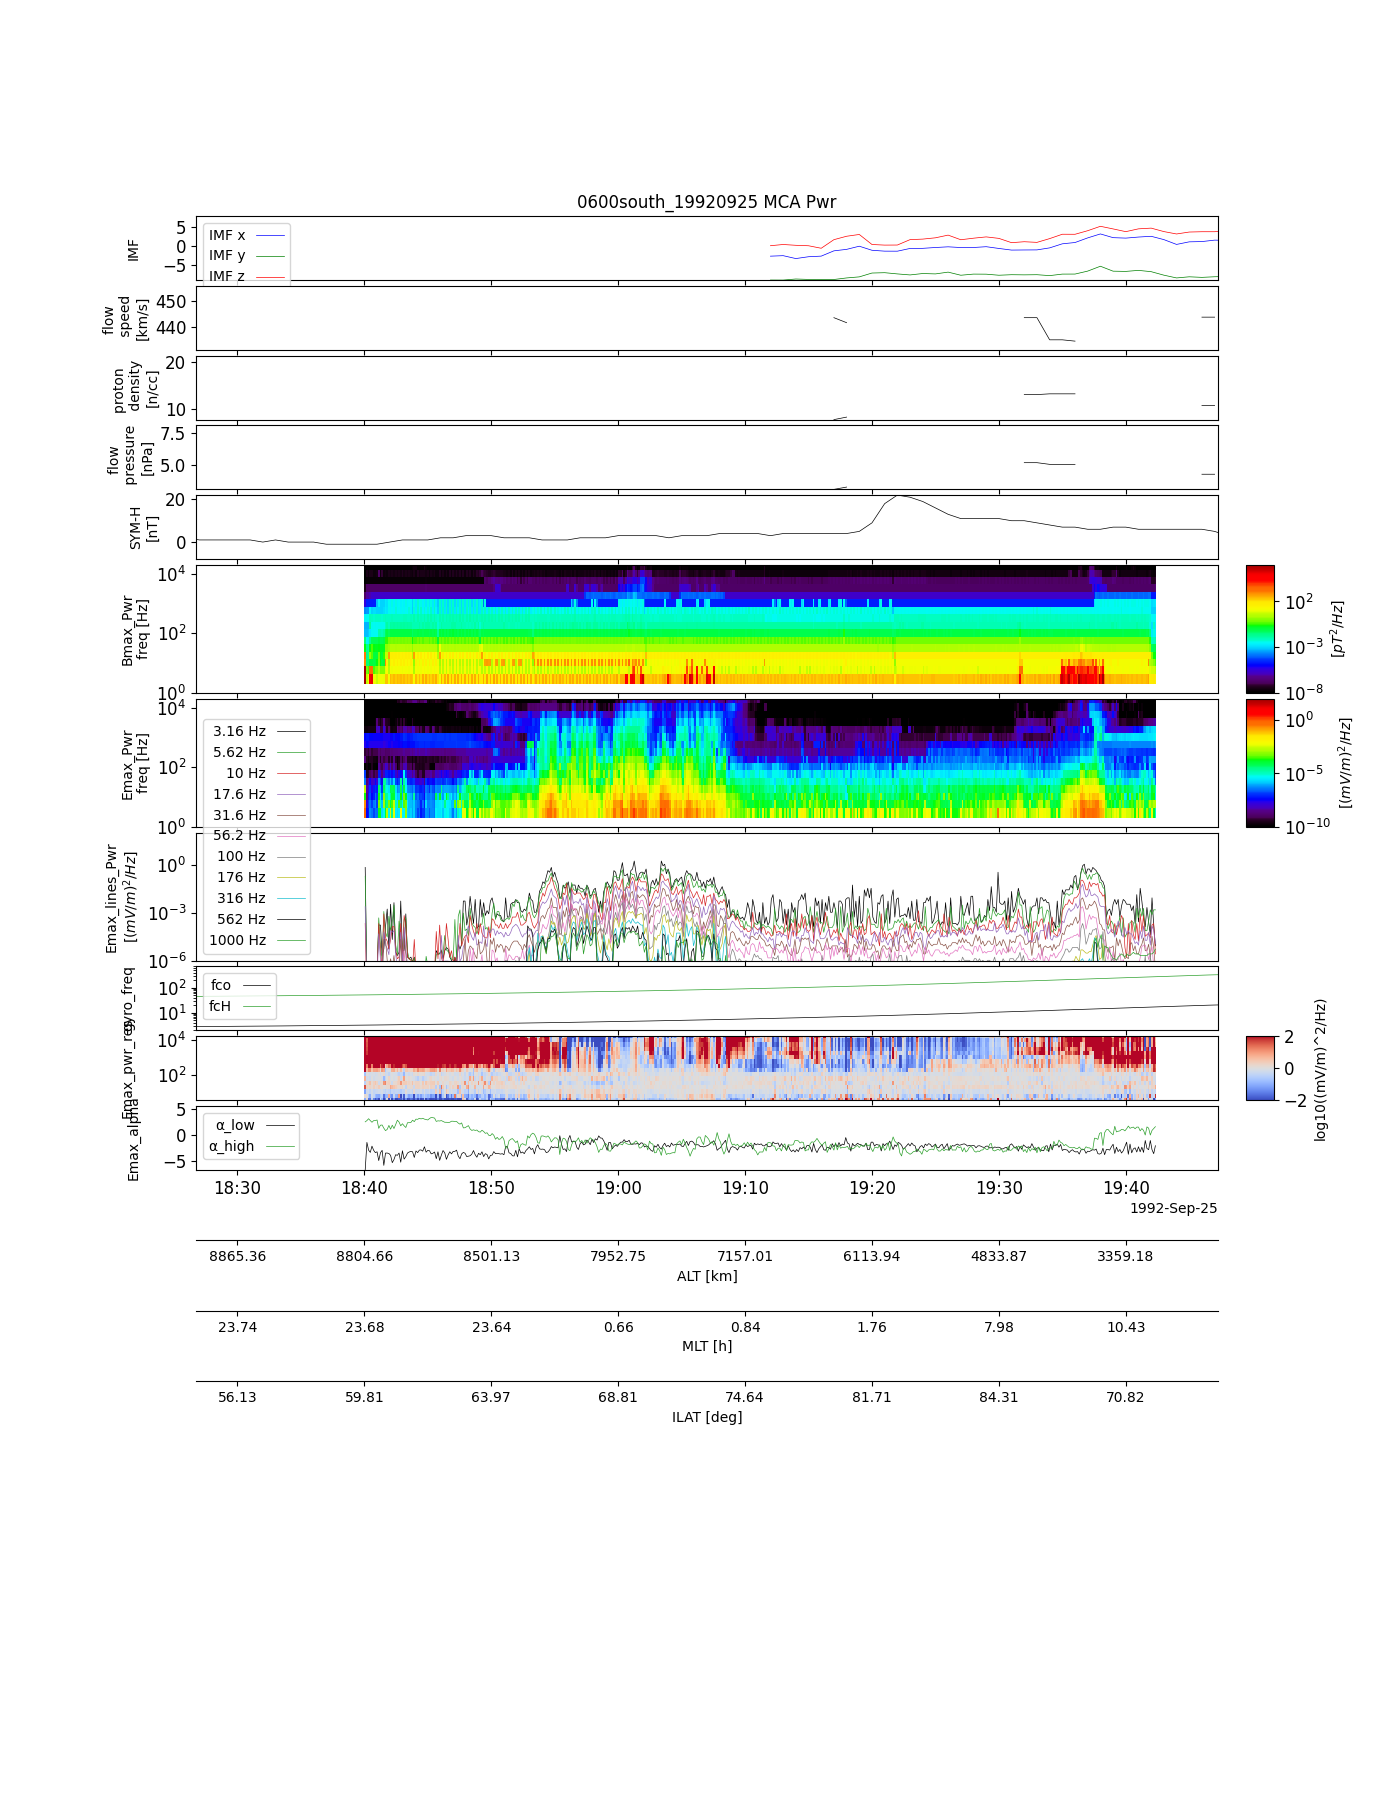 0600south_19920925 MCA Pwr
IMF
5
0
−5
IMF x
IMF y
IMF z
flow
speed
[km/s]
450
440
proton
density
[n/cc]
20
10
flow
pressure
[nPa]
7.5
5.0
SYM-H
[nT]
20
0
Bmax_Pwr
freq [Hz]
10^4
10^2
10^0
10^2
10^−3
10^−8
[pT^2/Hz]
Emax_Pwr
freq [Hz]
10^4
10^2
10^0
10^0
10^−5
10^−10
[(mV/m)^2/Hz]
3.16 Hz
5.62 Hz
10 Hz
17.6 Hz
31.6 Hz
56.2 Hz
100 Hz
176 Hz
316 Hz
562 Hz
1000 Hz
Emax_lines_Pwr
[(mV/m)^2/Hz]
10^0
10^−3
10^−6
gyro_freq
10^2
10^1
fco
fcH
Emax_pwr_reg
10^4
10^2
2
0
−2
log10((mV/m)^2/Hz)
Emax_alpha
5
0
−5
α_low
α_high
18:30 18:40 18:50 19:00 19:10 19:20 19:30 19:40
1992-Sep-25
8865.36 8804.66 8501.13 7952.75 7157.01 6113.94 4833.87 3359.18
ALT [km]
23.74 23.68 23.64 0.66 0.84 1.76 7.98 10.43
MLT [h]
56.13 59.81 63.97 68.81 74.64 81.71 84.31 70.82
ILAT [deg]